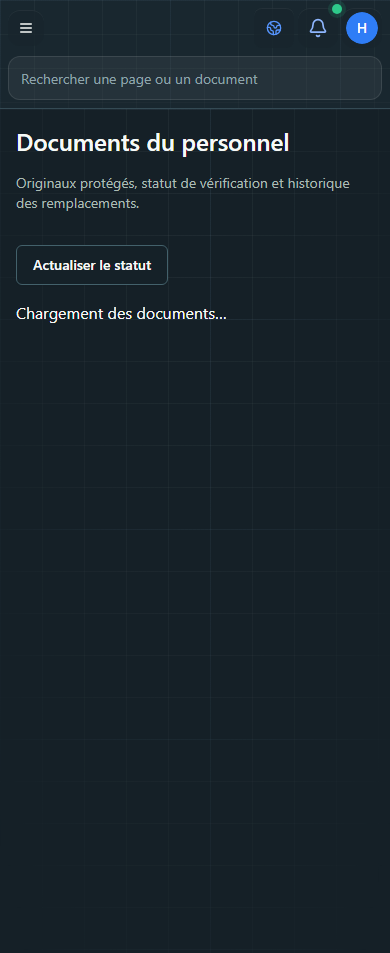 H
Rechercher une page ou un document
Documents du personnel
Originaux protégés, statut de vérification et historique
des remplacements.
Actualiser le statut
Chargement des documents...